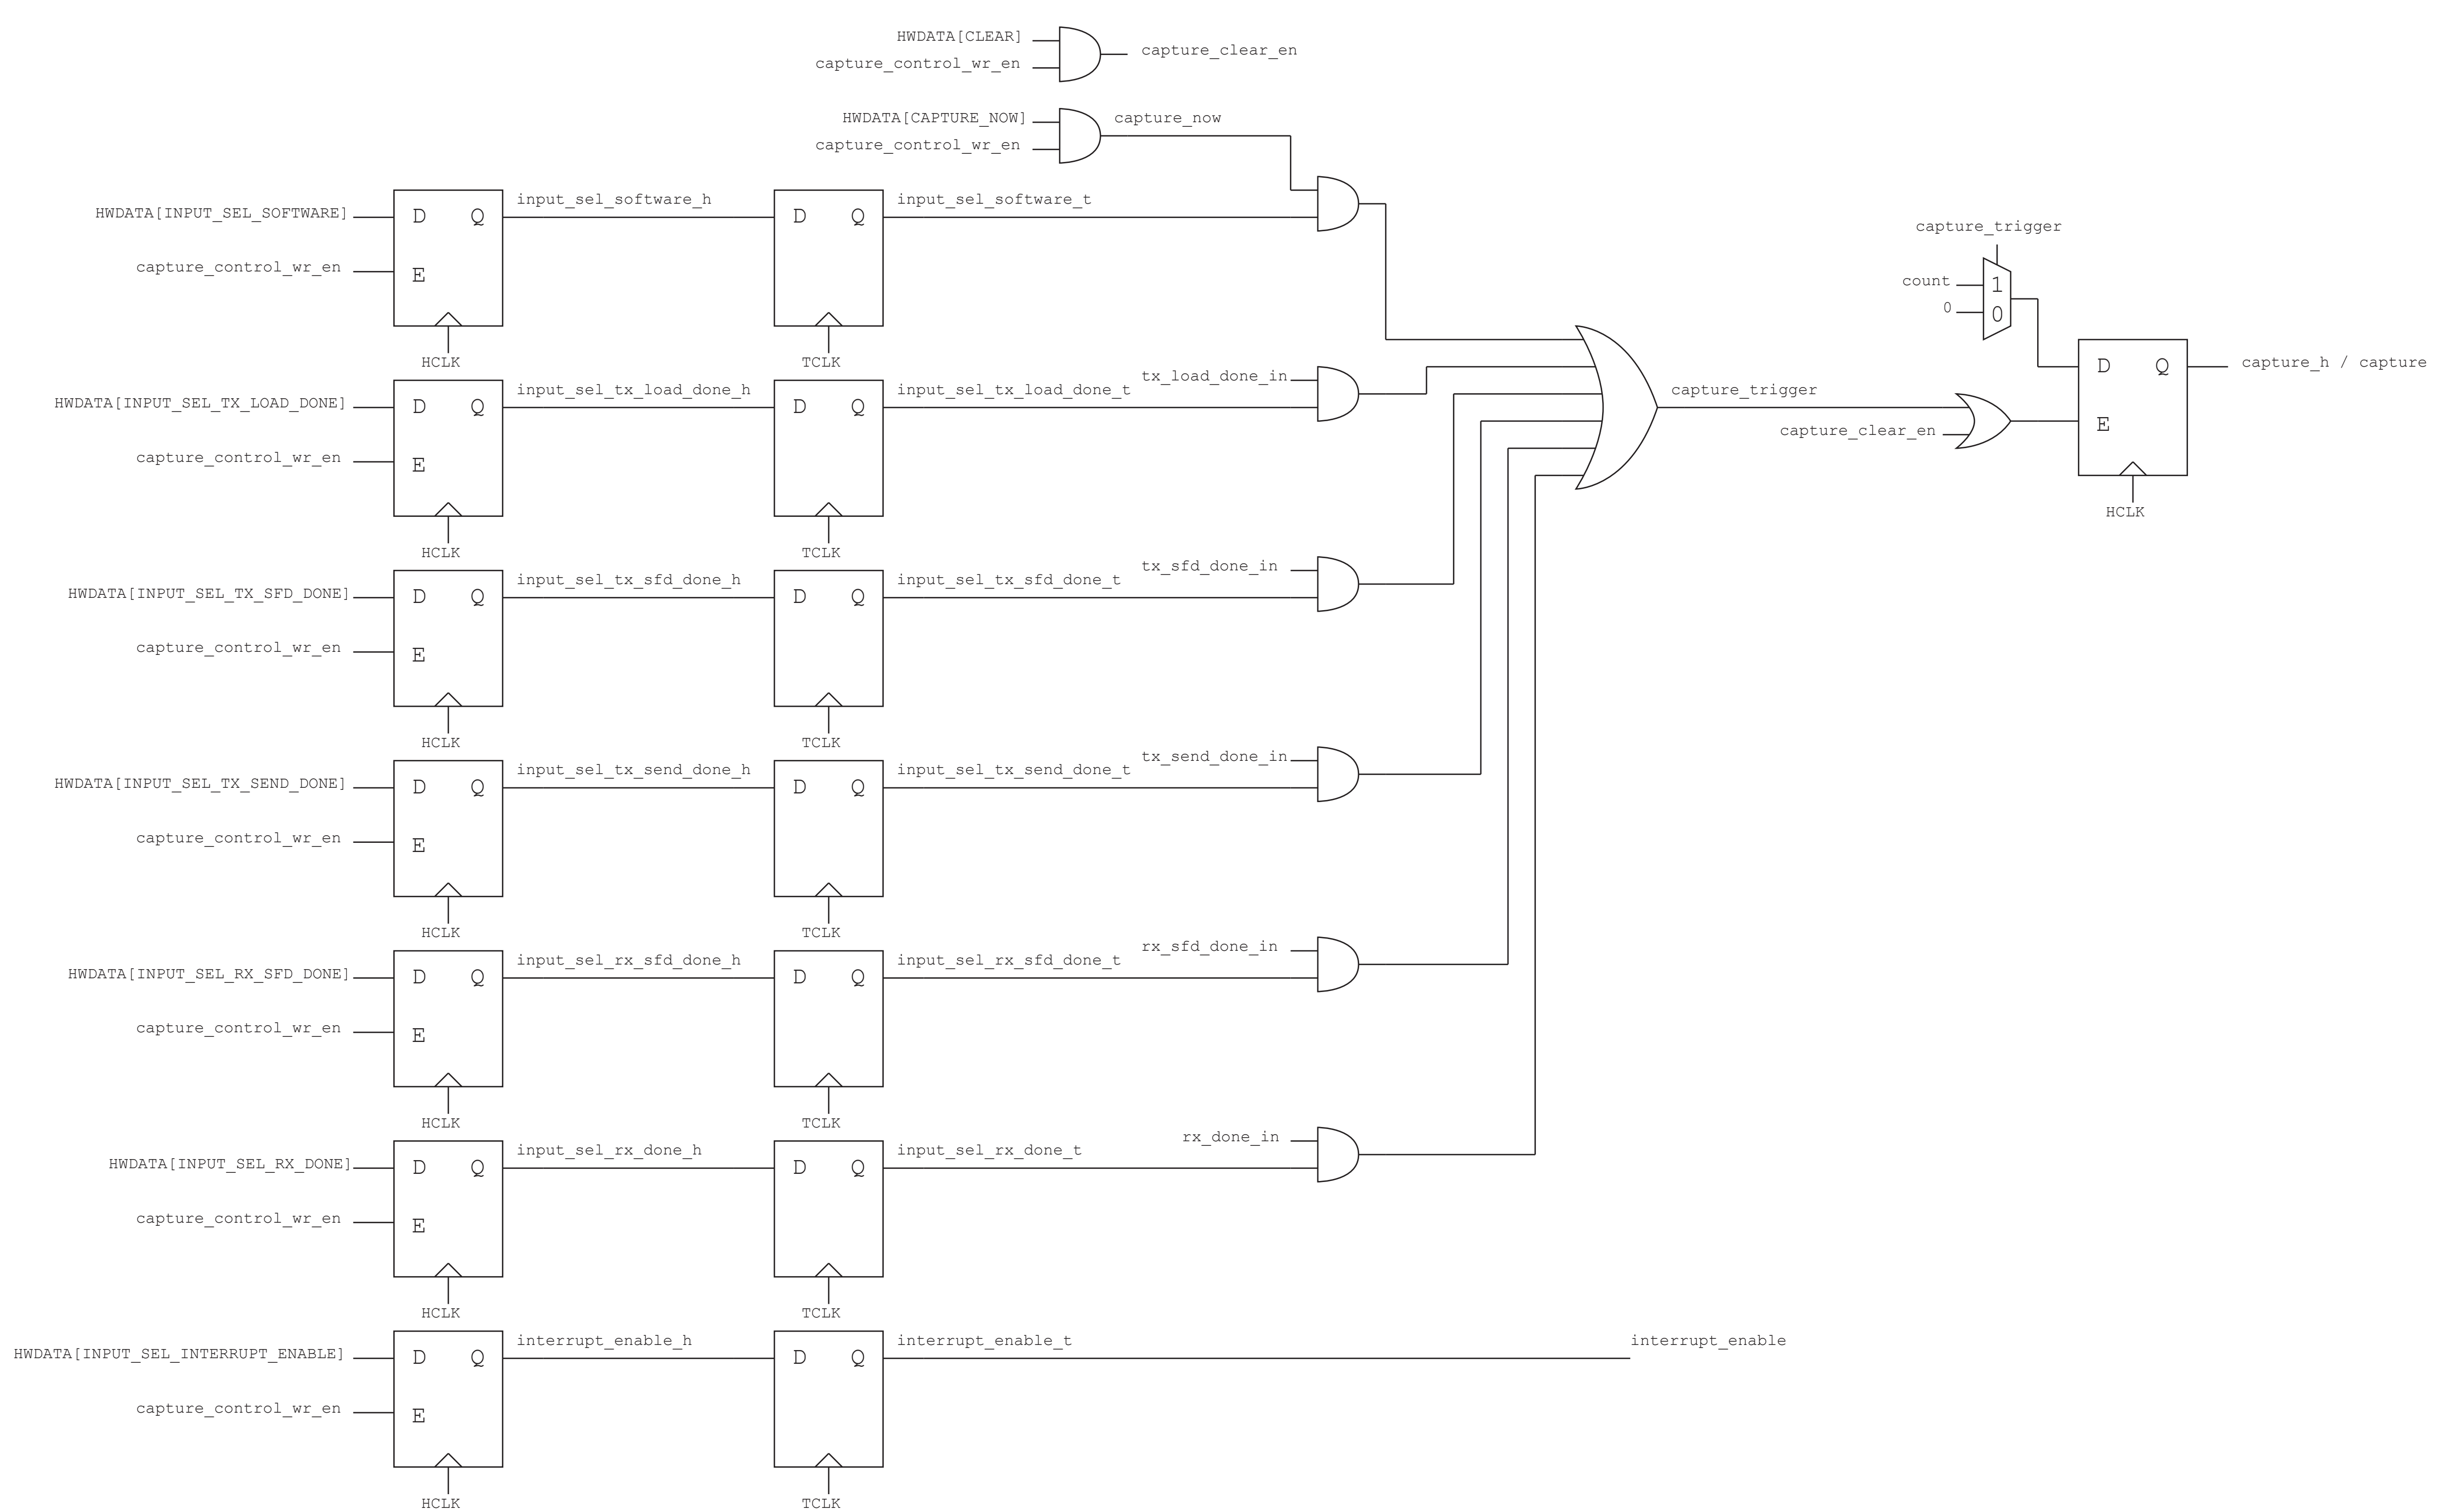 HWDATA[CLEAR]
capture_control_wr_en
capture_clear_en
HWDATA[CAPTURE_NOW]
capture_control_wr_en
capture_now
HWDATA[INPUT_SEL_SOFTWARE]
capture_control_wr_en
D Q
E
HCLK
input_sel_software_h
D Q
TCLK
input_sel_software_t
HWDATA[INPUT_SEL_TX_LOAD_DONE]
capture_control_wr_en
D Q
E
HCLK
input_sel_tx_load_done_h
D Q
TCLK
input_sel_tx_load_done_t
tx_load_done_in
HWDATA[INPUT_SEL_TX_SFD_DONE]
capture_control_wr_en
D Q
E
HCLK
input_sel_tx_sfd_done_h
D Q
TCLK
input_sel_tx_sfd_done_t
tx_sfd_done_in
HWDATA[INPUT_SEL_TX_SEND_DONE]
capture_control_wr_en
D Q
E
HCLK
input_sel_tx_send_done_h
D Q
TCLK
input_sel_tx_send_done_t
tx_send_done_in
HWDATA[INPUT_SEL_RX_SFD_DONE]
capture_control_wr_en
D Q
E
HCLK
input_sel_rx_sfd_done_h
D Q
TCLK
input_sel_rx_sfd_done_t
rx_sfd_done_in
HWDATA[INPUT_SEL_RX_DONE]
capture_control_wr_en
D Q
E
HCLK
input_sel_rx_done_h
D Q
TCLK
input_sel_rx_done_t
rx_done_in
HWDATA[INPUT_SEL_INTERRUPT_ENABLE]
capture_control_wr_en
D Q
E
HCLK
interrupt_enable_h
D Q
TCLK
interrupt_enable_t
interrupt_enable
capture_trigger
capture_clear_en
capture_trigger
count
0
1
0
D Q
E
HCLK
capture_h / capture